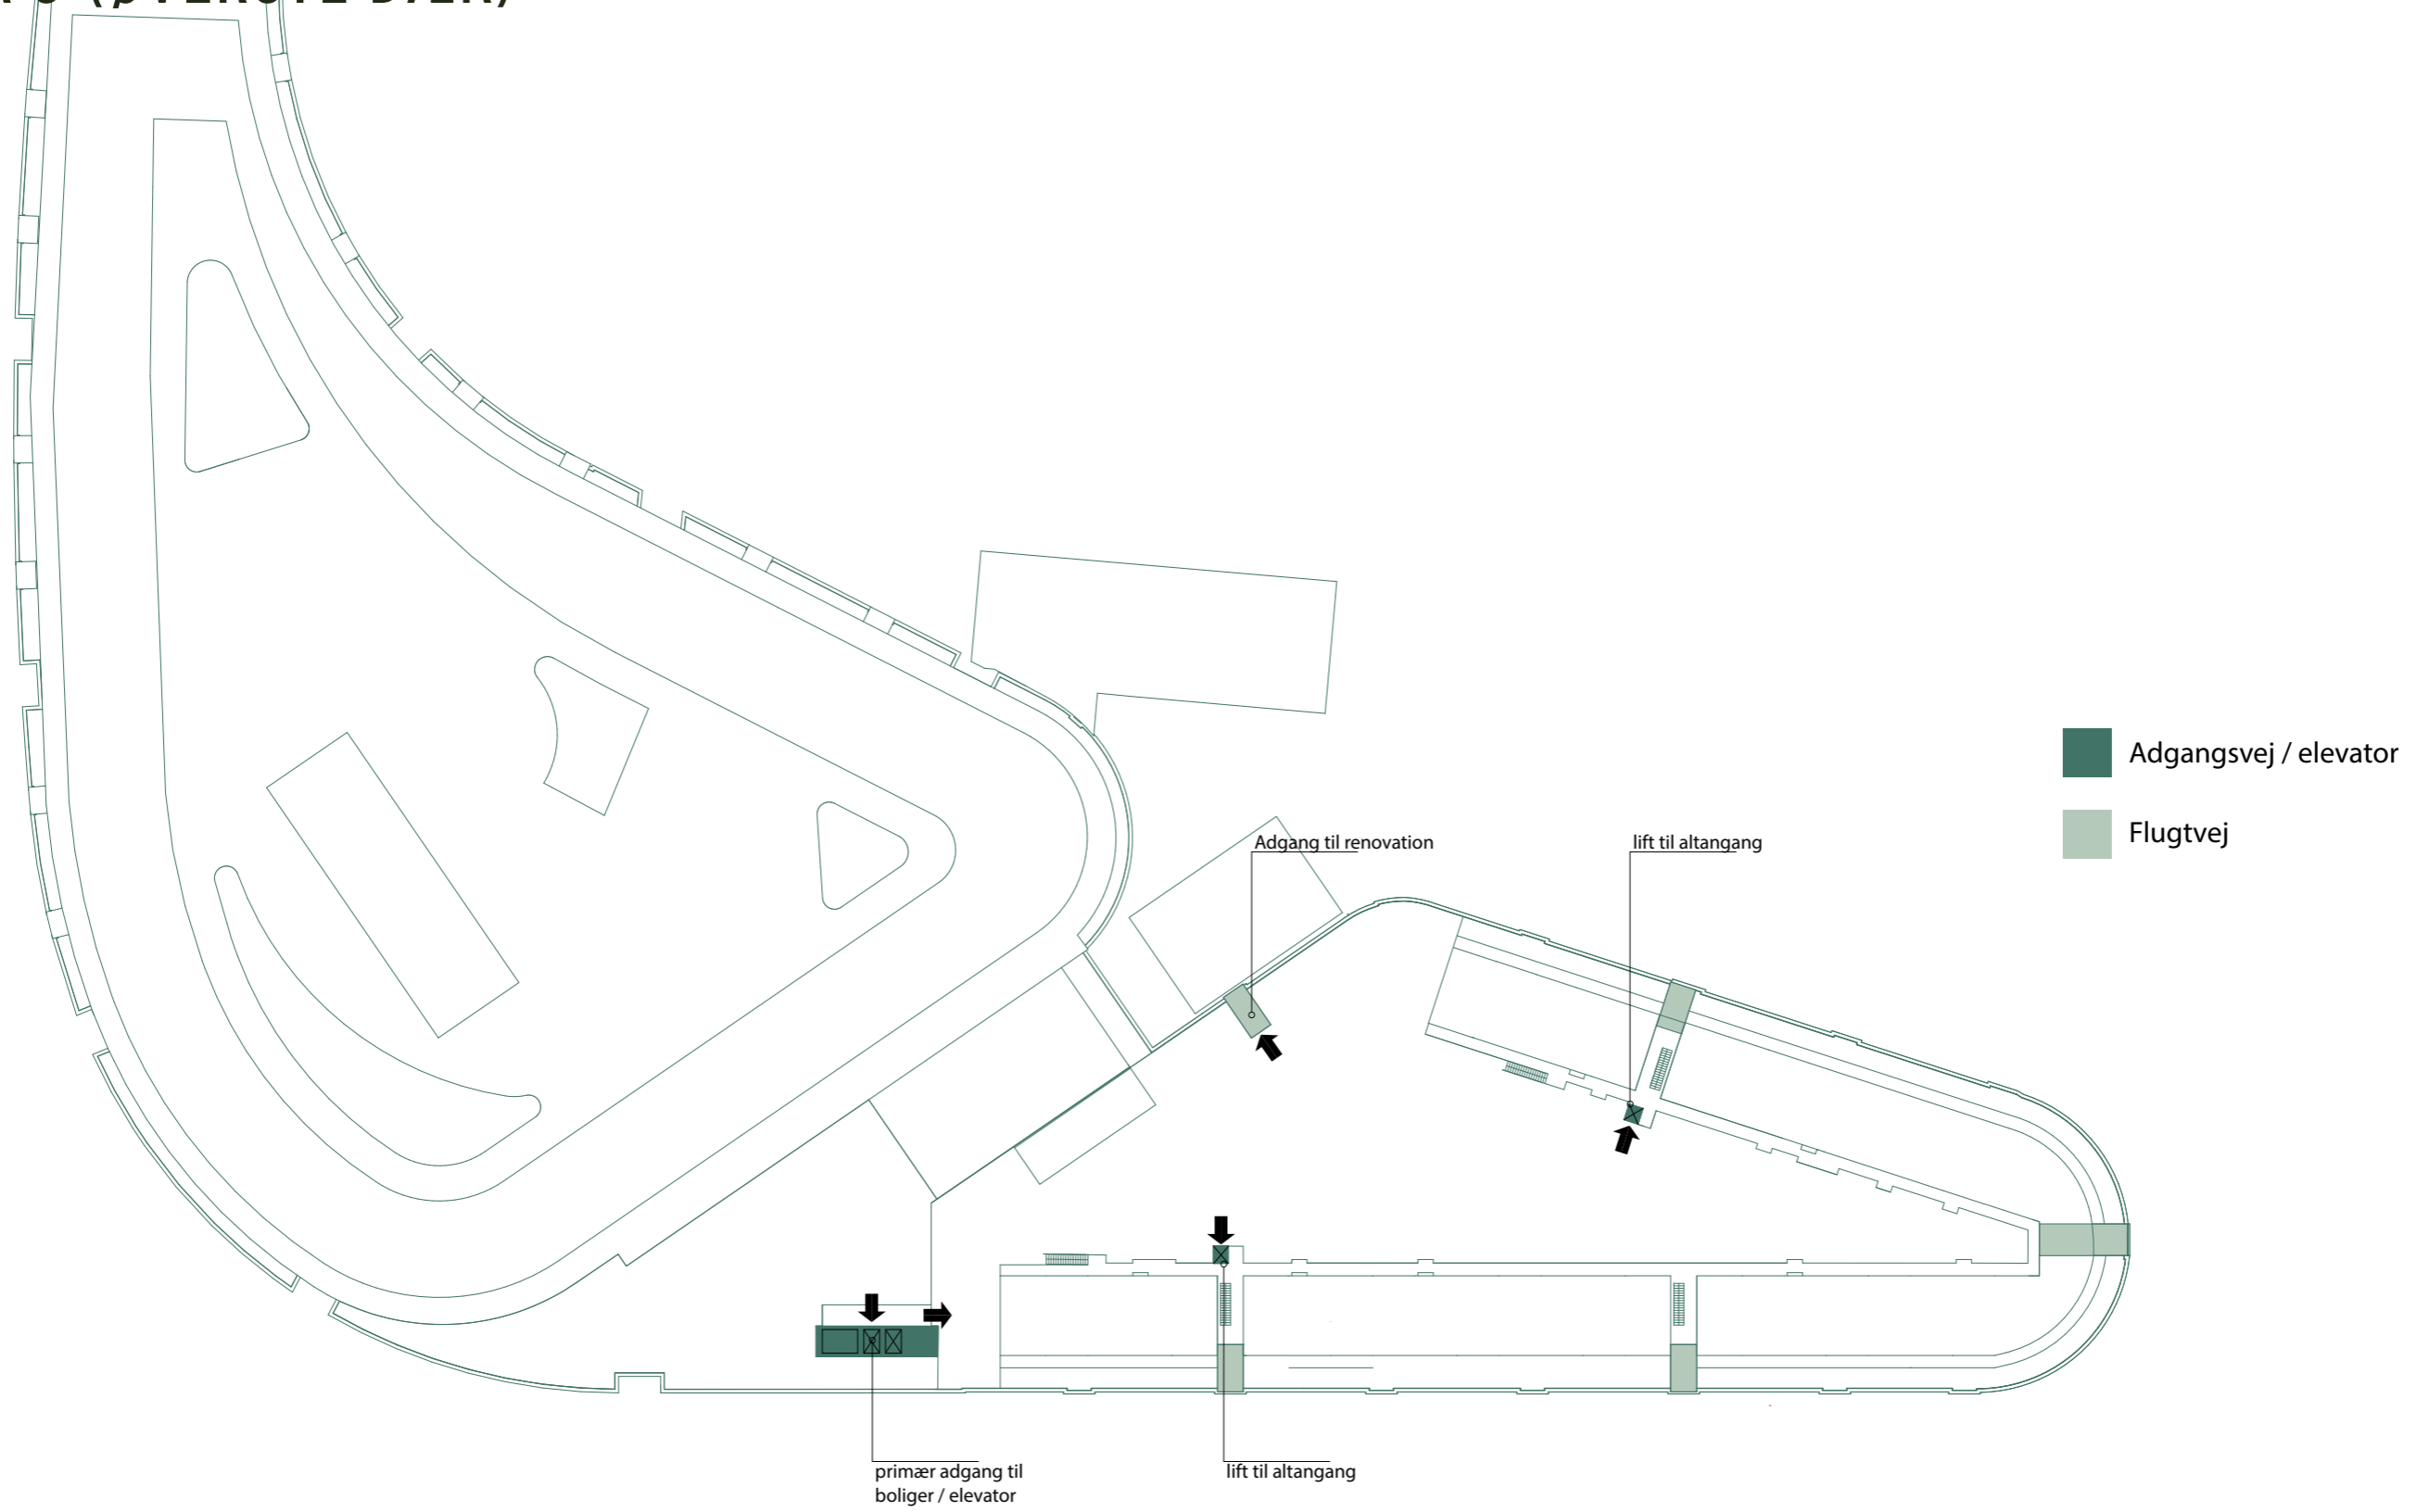 Adgang til renovation
lift til altangang
Adgangsvej / elevator
Flugtvej
primær adgang til
boliger / elevator
lift til altangang